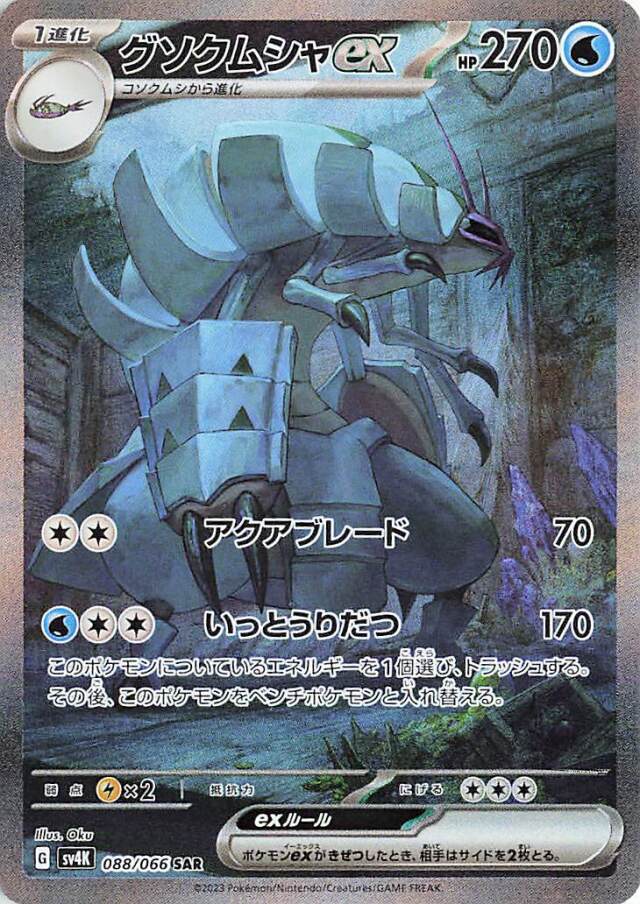 1進化
グソクムシャex
HP270
コソクムシから進化
アクアブレード 70
いっとうりだつ 170
このポケモンについているエネルギーを1個選び、トラッシュする。
その後、このポケモンをベンチポケモンと入れ替える。
弱点 ×2 抵抗力 にげる
exルール
ポケモンexがきぜつしたとき、相手はサイドを2枚とる。
Illus. Oku
G sv4K 088/066 SAR
©2023 Pokémon/Nintendo/Creatures/GAME FREAK.